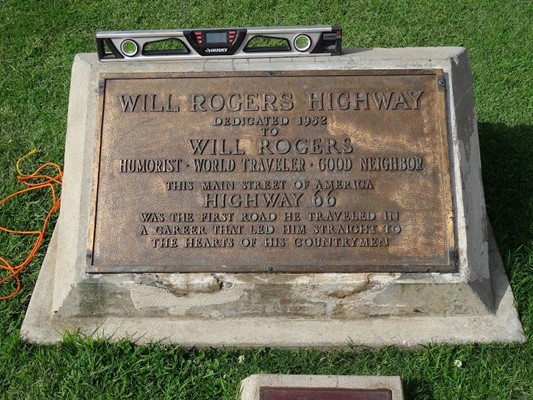 HUSKY
WILL ROGERS HIGHWAY
DEDICATED 1952
TO
WILL ROGERS
HUMORIST · WORLD TRAVELER · GOOD NEIGHBOR
THIS MAIN STREET OF AMERICA
HIGHWAY 66
WAS THE FIRST ROAD HE TRAVELED IN
A CAREER THAT LED HIM STRAIGHT TO
THE HEARTS OF HIS COUNTRYMEN